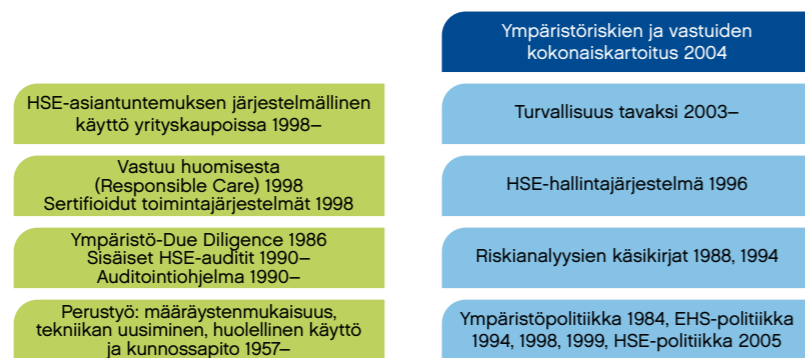 HSE-asiantuntemuksen järjestelmällinen
käyttö yrityskaupoissa 1998–
Vastuu huomisesta
(Responsible Care) 1998
Sertifioidut toimintajärjestelmät 1998
Ympäristö-Due Diligence 1986
Sisäiset HSE-auditit 1990–
Auditointiohjelma 1990–
Perustyö: määräystenmukaisuus,
tekniikan uusiminen, huolellinen käyttö
ja kunnossapito 1957–
Ympäristöriskien ja vastuiden
kokonaiskartoitus 2004
Turvallisuus tavaksi 2003–
HSE-hallintajärjestelmä 1996
Riskianalyysien käsikirjat 1988, 1994
Ympäristöpolitiikka 1984, EHS-politiikka
1994, 1998, 1999, HSE-politiikka 2005